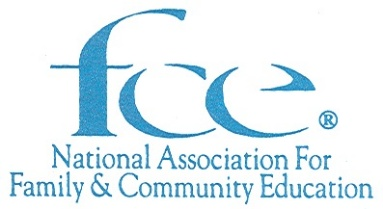 fce®
National Association For
Family & Community Education